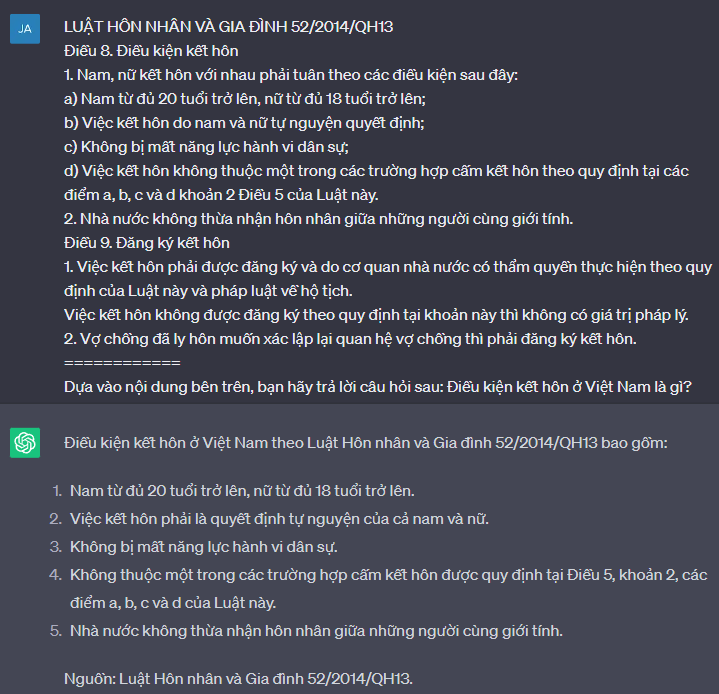 JA
LUẬT HÔN NHÂN VÀ GIA ĐÌNH 52/2014/QH13
Điều 8. Điều kiện kết hôn
1. Nam, nữ kết hôn với nhau phải tuân theo các điều kiện sau đây:
a) Nam từ đủ 20 tuổi trở lên, nữ từ đủ 18 tuổi trở lên;
b) Việc kết hôn do nam và nữ tự nguyện quyết định;
c) Không bị mất năng lực hành vi dân sự;
d) Việc kết hôn không thuộc một trong các trường hợp cấm kết hôn theo quy định tại các
điểm a, b, c và d khoản 2 Điều 5 của Luật này.
2. Nhà nước không thừa nhận hôn nhân giữa những người cùng giới tính.
Điều 9. Đăng ký kết hôn
1. Việc kết hôn phải được đăng ký và do cơ quan nhà nước có thẩm quyền thực hiện theo quy
định của Luật này và pháp luật về hộ tịch.
Việc kết hôn không được đăng ký theo quy định tại khoản này thì không có giá trị pháp lý.
2. Vợ chồng đã ly hôn muốn xác lập lại quan hệ vợ chồng thì phải đăng ký kết hôn.
============
Dựa vào nội dung bên trên, bạn hãy trả lời câu hỏi sau: Điều kiện kết hôn ở Việt Nam là gì?
Điều kiện kết hôn ở Việt Nam theo Luật Hôn nhân và Gia đình 52/2014/QH13 bao gồm:
1. Nam từ đủ 20 tuổi trở lên, nữ từ đủ 18 tuổi trở lên.
2. Việc kết hôn phải là quyết định tự nguyện của cả nam và nữ.
3. Không bị mất năng lực hành vi dân sự.
4. Không thuộc một trong các trường hợp cấm kết hôn được quy định tại Điều 5, khoản 2, các
điểm a, b, c và d của Luật này.
5. Nhà nước không thừa nhận hôn nhân giữa những người cùng giới tính.
Nguồn: Luật Hôn nhân và Gia đình 52/2014/QH13.